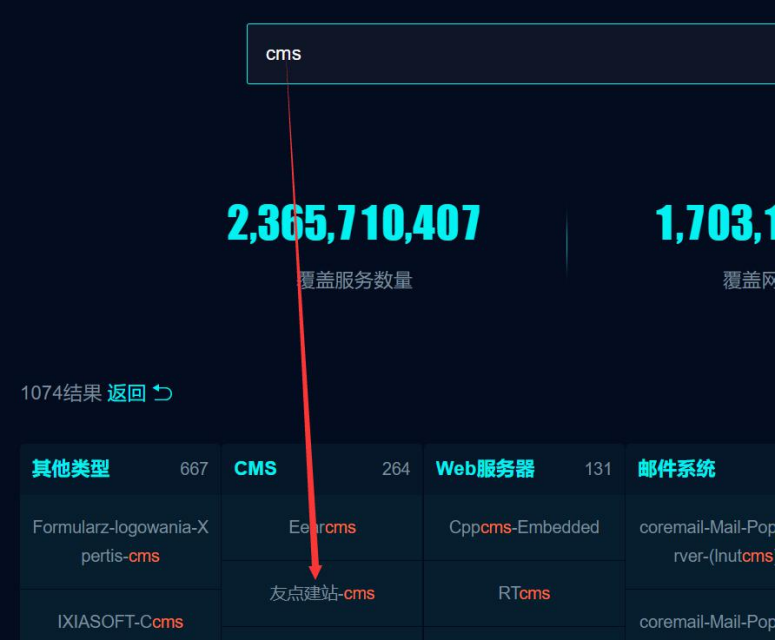 cms
2,365,710,407
1,703,1
覆盖服务数量
覆盖网
1074结果 返回
其他类型 667 CMS 264 Web服务器 131 邮件系统
Formularz-logowania-X Eearcms Cppcms-Embedded coremail-Mail-Pop
pertis-cms rver-(lnutcms
友点建站-cms RTcms
IXIASOFT-Ccms coremail-Mail-Pop